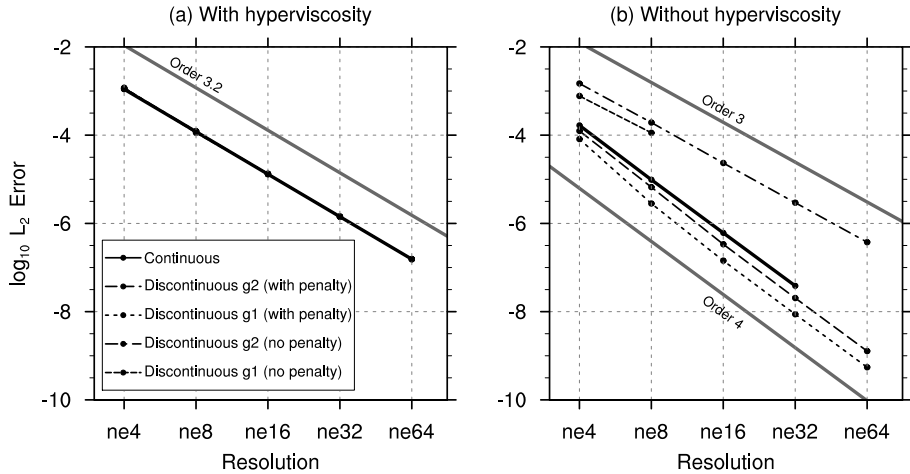 (a) With hyperviscosity
-2
-4
-6
-8
-10
log10 L2 Error
Order 3.2
Continuous
Discontinuous g2 (with penalty)
Discontinuous g1 (with penalty)
Discontinuous g2 (no penalty)
Discontinuous g1 (no penalty)
ne4 ne8 ne16 ne32 ne64
Resolution
(b) Without hyperviscosity
-2
-4
-6
-8
-10
Order 3
Order 4
ne4 ne8 ne16 ne32 ne64
Resolution